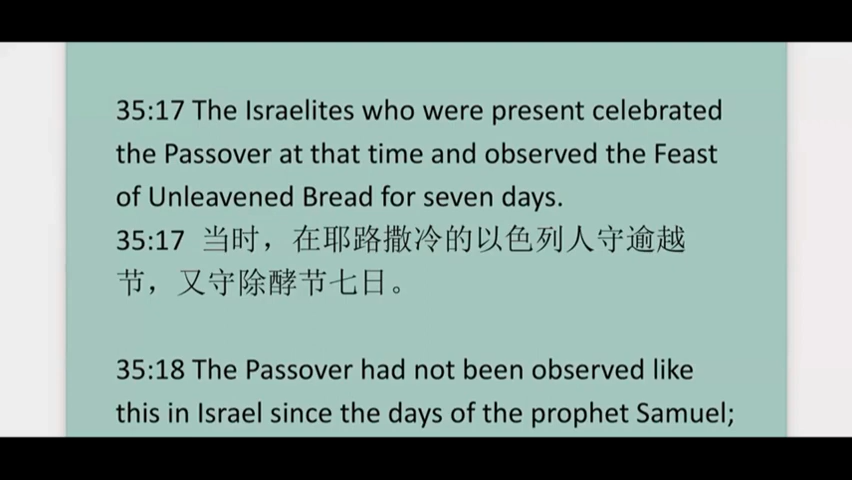 35:17 The Israelites who were present celebrated
the Passover at that time and observed the Feast
of Unleavened Bread for seven days.
35:17 当时，在耶路撒冷的以色列人守逾越
节，又守除酵节七日。
35:18 The Passover had not been observed like
this in Israel since the days of the prophet Samuel;